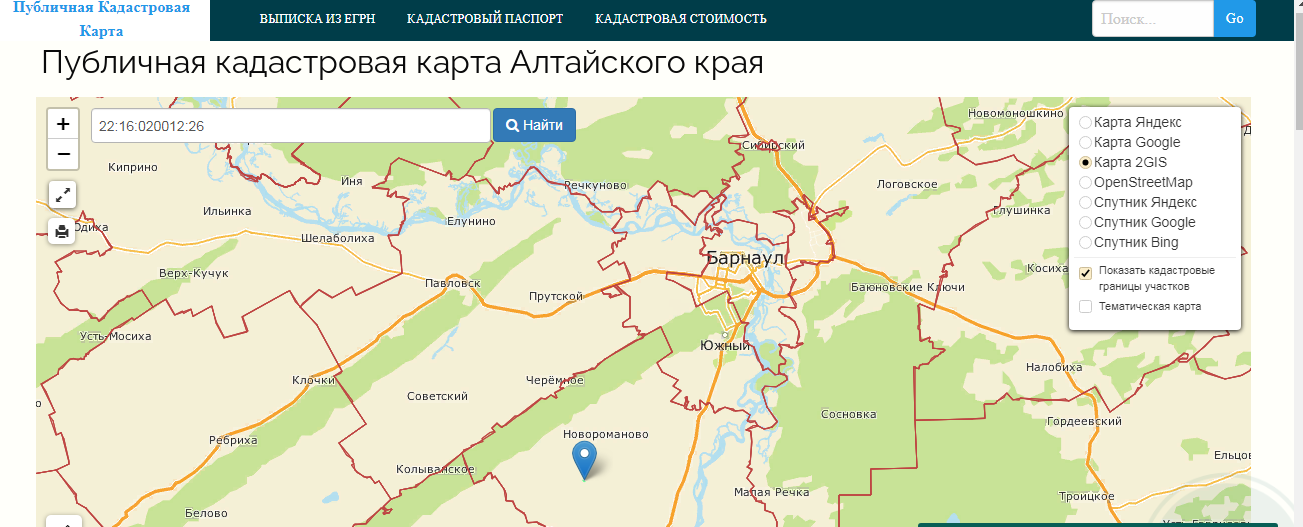 Публичная Кадастровая
Карта
ВЫПИСКА ИЗ ЕГРН
КАДАСТРОВЫЙ ПАСПОРТ
КАДАСТРОВАЯ СТОИМОСТЬ
Поиск...
Go
Публичная кадастровая карта Алтайского края
+
−
22:16:020012:26
Найти
Карта Яндекс
Карта Google
Карта 2GIS
OpenStreetMap
Спутник Яндекс
Спутник Google
Спутник Bing
Показать кадастровые
границы участков
Тематическая карта
Новомоношкино
Сибирский
Киприно
Иня
Речкуново
Логовское
Ильинка
Елунино
Глушинка
Шелаболиха
Барнаул
Верх-Кучук
Павловск
Прутской
Баюновские Ключи
Косиха
Усть-Мосиха
Южный
Налобиха
Клочки
Черёмное
Советский
Сосновка
Гордеевский
Ребриха
Новороманово
Ельцов
Колыванское
Малая Речка
Троицкое
Белово